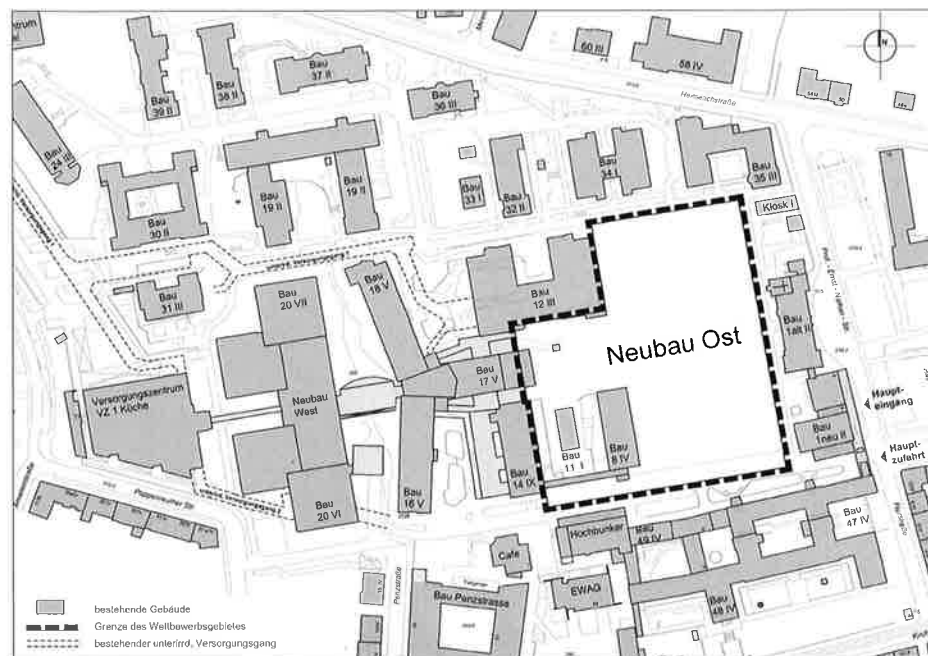 Bau
39 II
Bau
38 II
Bau
37 II
Bau
36 III
60 III
58 IV
Bau
24 III
Bau
30 II
Bau
19 II
Bau
19 II
Bau
33 I
Bau
32 II
Bau
34 I
Bau
35 III
Kiosk I
Bau
31 III
Bau
20 VII
Bau
18 V
Bau
12 III
Bau
1alt II
Neubau Ost
Versorgungszentrum
VZ 1 Küche
Neubau
West
Bau
17 V
Haupt-
eingang
Bau
1neu II
Haupt-
zufahrt
Bau
20 VI
Bau
16 V
Bau
14 IX
Bau
11 I
Bau
8 IV
Hochbunker
Bau
49 IV
Bau
47 IV
Cafe
EWAG
Bau
48 IV
Bau Penzstrasse
Penzstraße
N
bestehende Gebäude
Grenze des Wettbewerbsgebietes
bestehender unterird. Versorgungsgang